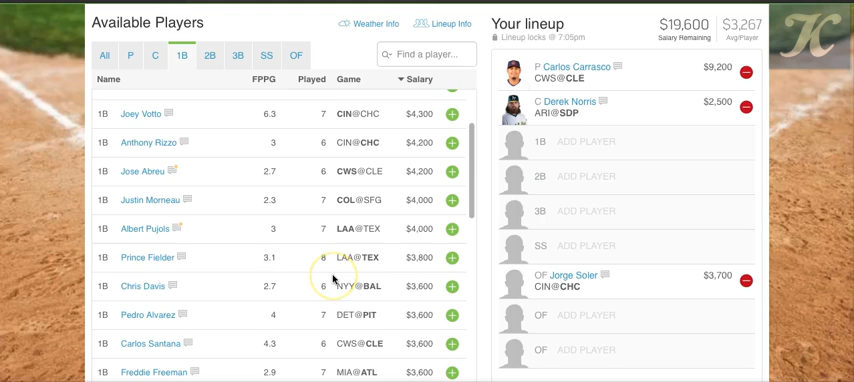 Available Players
Weather Info
Lineup Info
All P C 1B 2B 3B SS OF
Find a player...
Name FPPG Played Game Salary
1B Joey Votto 6.3 7 CIN@CHC $4,300
1B Anthony Rizzo 3 6 CIN@CHC $4,200
1B Jose Abreu 2.7 6 CWS@CLE $4,200
1B Justin Morneau 2.3 7 COL@SFG $4,000
1B Albert Pujols 3 7 LAA@TEX $4,000
1B Prince Fielder 3.1 8 LAA@TEX $3,800
1B Chris Davis 2.7 6 NYY@BAL $3,600
1B Pedro Alvarez 4 7 DET@PIT $3,600
1B Carlos Santana 4.3 6 CWS@CLE $3,600
1B Freddie Freeman 2.9 7 MIA@ATL $3,600
Your lineup
Lineup locks @ 7:05pm
$19,600
Salary Remaining
$3,267
Avg/Player
P Carlos Carrasco $9,200
CWS@CLE
C Derek Norris $2,500
ARI@SDP
1B ADD PLAYER
2B ADD PLAYER
3B ADD PLAYER
SS ADD PLAYER
OF Jorge Soler $3,700
CIN@CHC
OF ADD PLAYER
OF ADD PLAYER